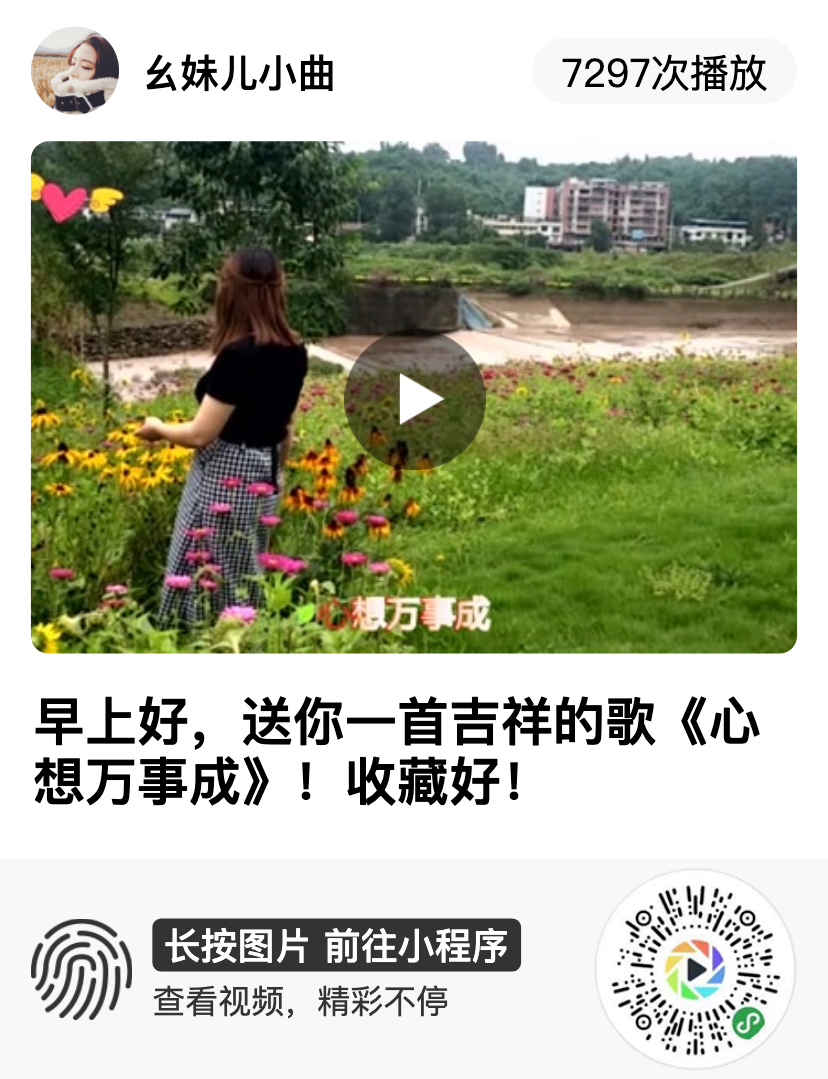 幺妹儿小曲
7297次播放
心想万事成
早上好，送你一首吉祥的歌《心
想万事成》！收藏好！
长按图片 前往小程序
查看视频，精彩不停